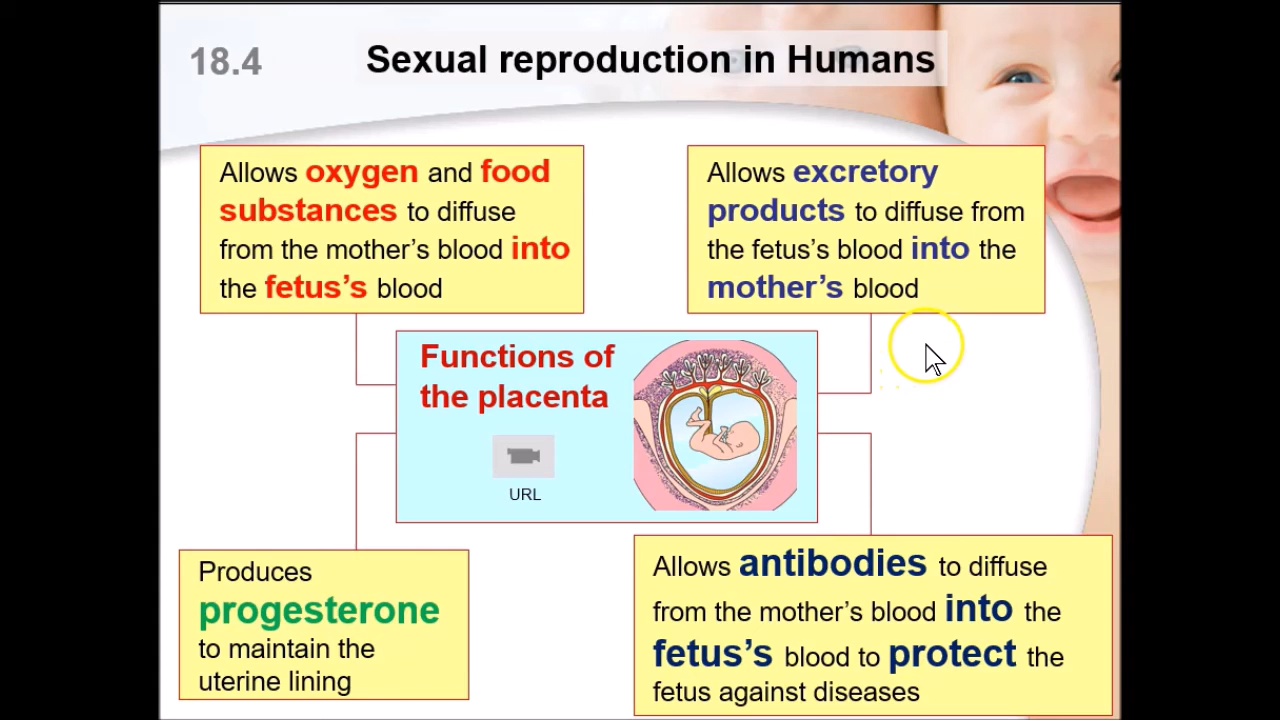 18.4
Sexual reproduction in Humans
Allows oxygen and food
substances to diffuse
from the mother’s blood into
the fetus’s blood
Allows excretory
products to diffuse from
the fetus’s blood into the
mother’s blood
Functions of
the placenta
URL
Produces
progesterone
to maintain the
uterine lining
Allows antibodies to diffuse
from the mother’s blood into the
fetus’s blood to protect the
fetus against diseases